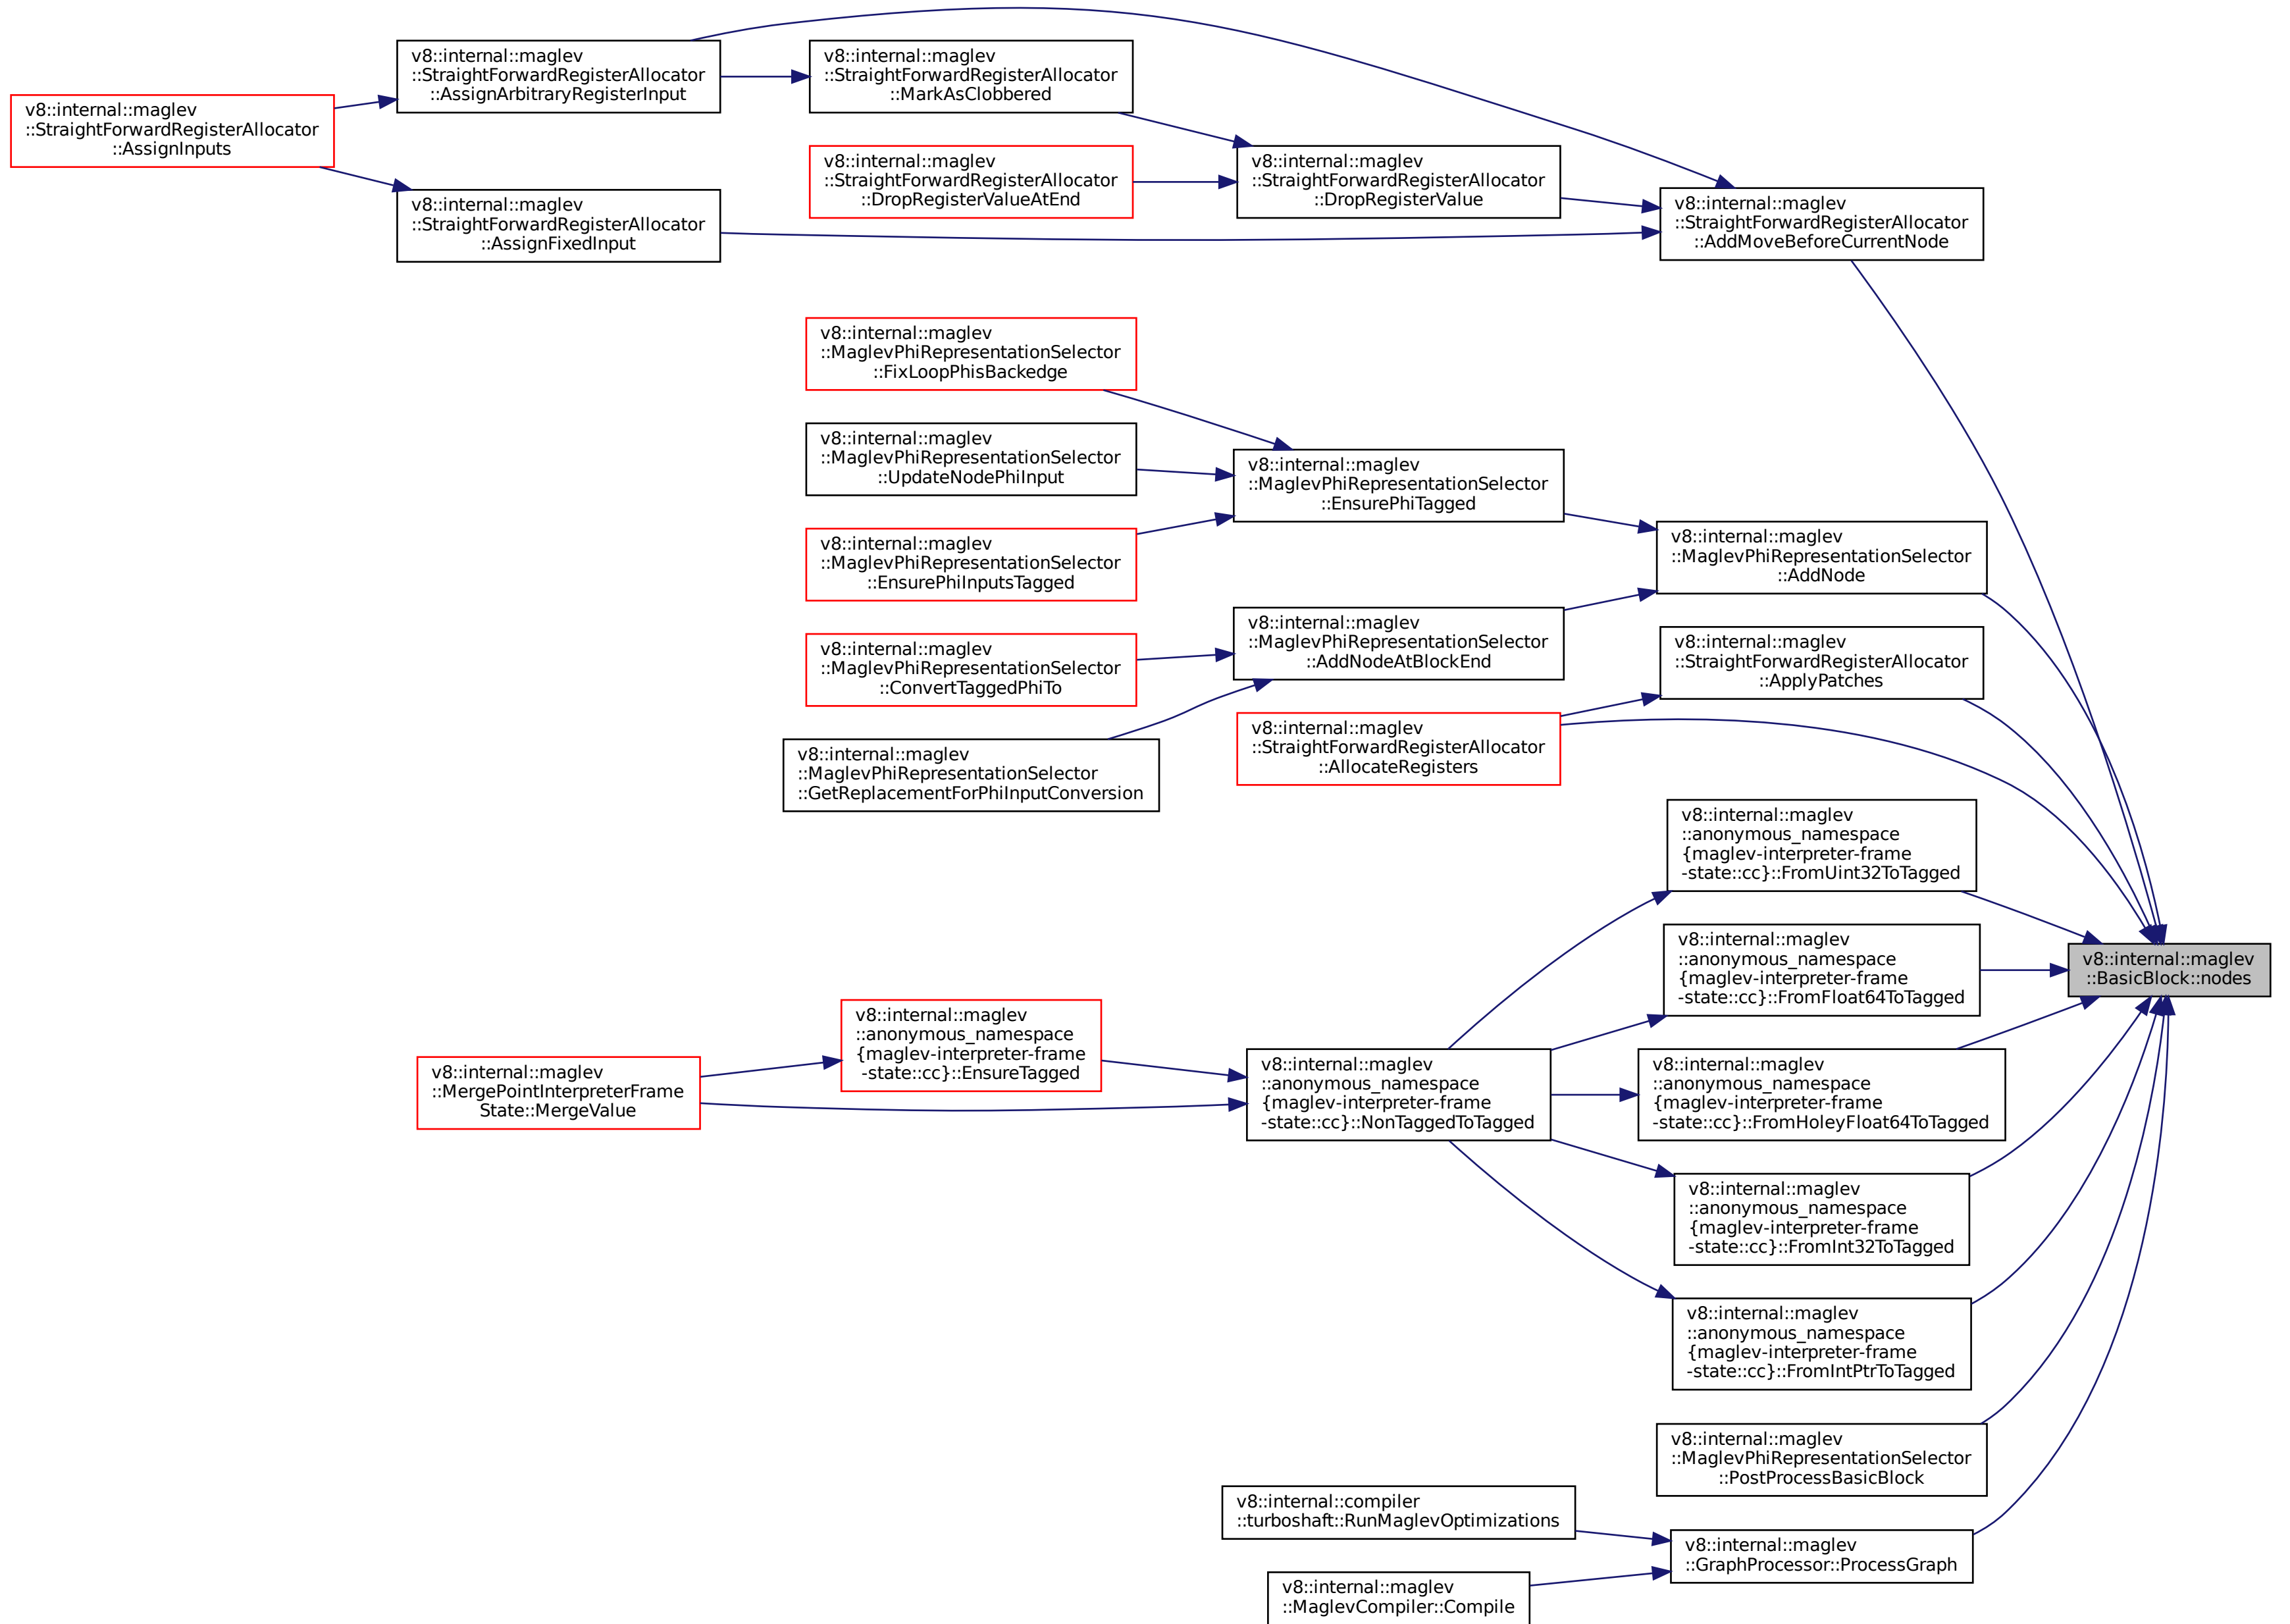 v8::internal::maglev
::StraightForwardRegisterAllocator
::AssignInputs
v8::internal::maglev
::StraightForwardRegisterAllocator
::AssignArbitraryRegisterInput
v8::internal::maglev
::StraightForwardRegisterAllocator
::AssignFixedInput
v8::internal::maglev
::StraightForwardRegisterAllocator
::MarkAsClobbered
v8::internal::maglev
::StraightForwardRegisterAllocator
::DropRegisterValueAtEnd
v8::internal::maglev
::StraightForwardRegisterAllocator
::DropRegisterValue
v8::internal::maglev
::StraightForwardRegisterAllocator
::AddMoveBeforeCurrentNode
v8::internal::maglev
::MaglevPhiRepresentationSelector
::FixLoopPhisBackedge
v8::internal::maglev
::MaglevPhiRepresentationSelector
::UpdateNodePhiInput
v8::internal::maglev
::MaglevPhiRepresentationSelector
::EnsurePhiInputsTagged
v8::internal::maglev
::MaglevPhiRepresentationSelector
::EnsurePhiTagged
v8::internal::maglev
::MaglevPhiRepresentationSelector
::AddNode
v8::internal::maglev
::MaglevPhiRepresentationSelector
::ConvertTaggedPhiTo
v8::internal::maglev
::MaglevPhiRepresentationSelector
::GetReplacementForPhiInputConversion
v8::internal::maglev
::MaglevPhiRepresentationSelector
::AddNodeAtBlockEnd
v8::internal::maglev
::StraightForwardRegisterAllocator
::ApplyPatches
v8::internal::maglev
::StraightForwardRegisterAllocator
::AllocateRegisters
v8::internal::maglev
::anonymous_namespace
{maglev-interpreter-frame
-state::cc}::FromUint32ToTagged
v8::internal::maglev
::anonymous_namespace
{maglev-interpreter-frame
-state::cc}::FromFloat64ToTagged
v8::internal::maglev
::BasicBlock::nodes
v8::internal::maglev
::MergePointInterpreterFrame
State::MergeValue
v8::internal::maglev
::anonymous_namespace
{maglev-interpreter-frame
-state::cc}::EnsureTagged
v8::internal::maglev
::anonymous_namespace
{maglev-interpreter-frame
-state::cc}::NonTaggedToTagged
v8::internal::maglev
::anonymous_namespace
{maglev-interpreter-frame
-state::cc}::FromHoleyFloat64ToTagged
v8::internal::maglev
::anonymous_namespace
{maglev-interpreter-frame
-state::cc}::FromInt32ToTagged
v8::internal::maglev
::anonymous_namespace
{maglev-interpreter-frame
-state::cc}::FromIntPtrToTagged
v8::internal::maglev
::MaglevPhiRepresentationSelector
::PostProcessBasicBlock
v8::internal::compiler
::turboshaft::RunMaglevOptimizations
v8::internal::maglev
::GraphProcessor::ProcessGraph
v8::internal::maglev
::MaglevCompiler::Compile